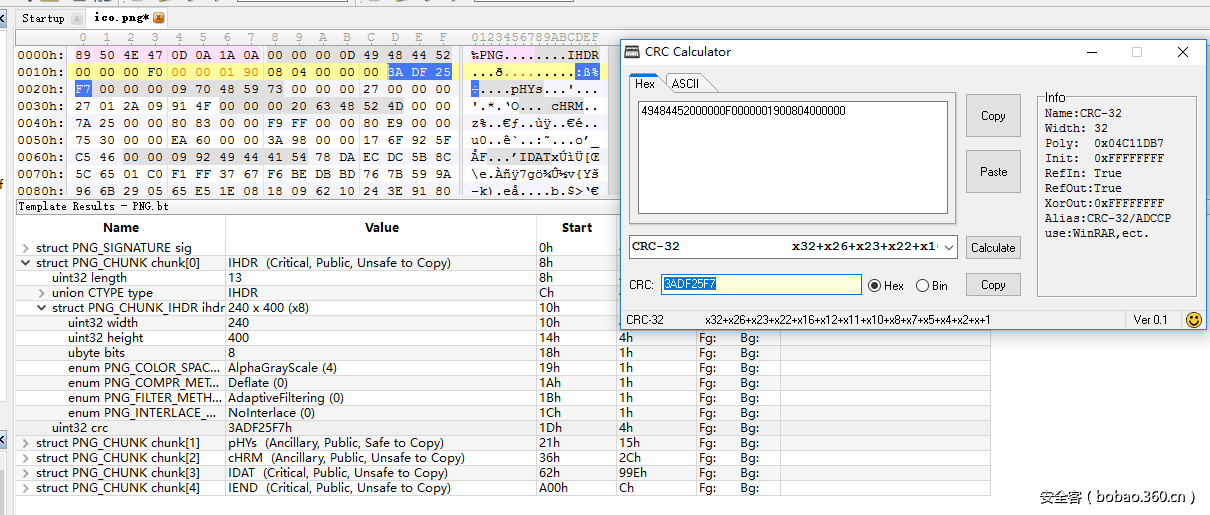 Startup ico.png*
0 1 2 3 4 5 6 7 8 9 A B C D E F 0123456789ABCDEF
0000h: 89 50 4E 47 0D 0A 1A 0A 00 00 00 0D 49 48 44 52 ‰PNG........IHDR
0010h: 00 00 00 F0 00 00 01 90 08 04 00 00 00 3A DF 25 ...ð.........:ß%
0020h: F7 00 00 00 09 70 48 59 73 00 00 00 27 00 00 00 ÷....pHYs...'...
0030h: 27 01 2A 09 91 4F 00 00 00 20 63 48 52 4D 00 00 '.*.‘O... cHRM..
0040h: 7A 25 00 00 80 83 00 00 F9 FF 00 00 80 E9 00 00 z%..€ƒ..ùÿ..€é..
0050h: 75 30 00 00 EA 60 00 00 3A 98 00 00 17 6F 92 5F u0..ê`..:˜...o’_
0060h: C5 46 00 00 09 92 49 44 41 54 78 DA EC DC 5B 8C ÅF...’IDATxÚìÜ[Œ
0070h: 5C 65 01 C0 F1 FF 37 67 F6 BE DB BD 76 7B 59 9A \e.Àñÿ7gö¾Û½v{Yš
0080h: 96 6B 29 05 65 E5 1E 08 18 09 62 10 24 3E 91 80 –k).eå....b.$>‘€
Template Results - PNG.bt
Name Value Start
struct PNG_SIGNATURE sig 0h
struct PNG_CHUNK chunk[0] IHDR (Critical, Public, Unsafe to Copy) 8h
uint32 length 13 8h
union CTYPE type IHDR Ch
struct PNG_CHUNK_IHDR ihdr 240 x 400 (x8) 10h
uint32 width 240 10h
uint32 height 400 14h 4h Fg: Bg:
ubyte bits 8 18h 1h Fg: Bg:
enum PNG_COLOR_SPAC... AlphaGrayScale (4) 19h 1h Fg: Bg:
enum PNG_COMPR_MET... Deflate (0) 1Ah 1h Fg: Bg:
enum PNG_FILTER_METH... AdaptiveFiltering (0) 1Bh 1h Fg: Bg:
enum PNG_INTERLACE_... NoInterlace (0) 1Ch 1h Fg: Bg:
uint32 crc 3ADF25F7h 1Dh 4h Fg: Bg:
struct PNG_CHUNK chunk[1] pHYs (Ancillary, Public, Safe to Copy) 21h 15h Fg: Bg:
struct PNG_CHUNK chunk[2] cHRM (Ancillary, Public, Unsafe to Copy) 36h 2Ch Fg: Bg:
struct PNG_CHUNK chunk[3] IDAT (Critical, Public, Unsafe to Copy) 62h 99Eh Fg: Bg:
struct PNG_CHUNK chunk[4] IEND (Critical, Public, Unsafe to Copy) A00h Ch Fg: Bg:
CRC Calculator
Hex ASCII
49484452000000F0000001900804000000
Copy
Paste
CRC-32 x32+x26+x23+x22+x1
Calculate
CRC: 3ADF25F7 Hex Bin Copy
Info
Name:CRC-32
Width: 32
Poly: 0x04C11DB7
Init: 0xFFFFFFFF
RefIn: True
RefOut:True
XorOut:0xFFFFFFFF
Alias:CRC-32/ADCCP
use:WinRAR,ect.
CRC-32 x32+x26+x23+x22+x16+x12+x11+x10+x8+x7+x5+x4+x2+x+1 Ver 0.1
安全客（bobao.360.cn）